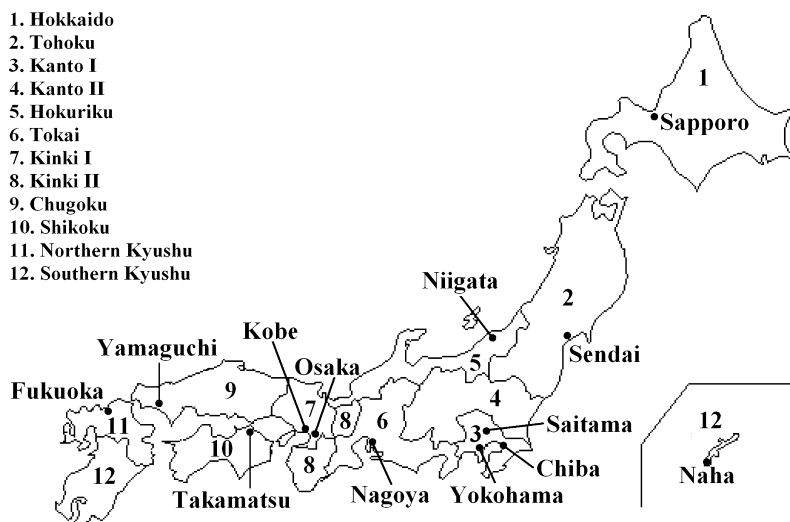 1. Hokkaido
2. Tohoku
3. Kanto I
4. Kanto II
5. Hokuriku
6. Tokai
7. Kinki I
8. Kinki II
9. Chugoku
10. Shikoku
11. Northern Kyushu
12. Southern Kyushu
1
Sapporo
Niigata
2
Kobe
Sendai
Yamaguchi
Osaka
5
Fukuoka
9
7
4
8
6
11
Saitama
12
3
10
8
Chiba
12
Takamatsu
Nagoya
Yokohama
Naha